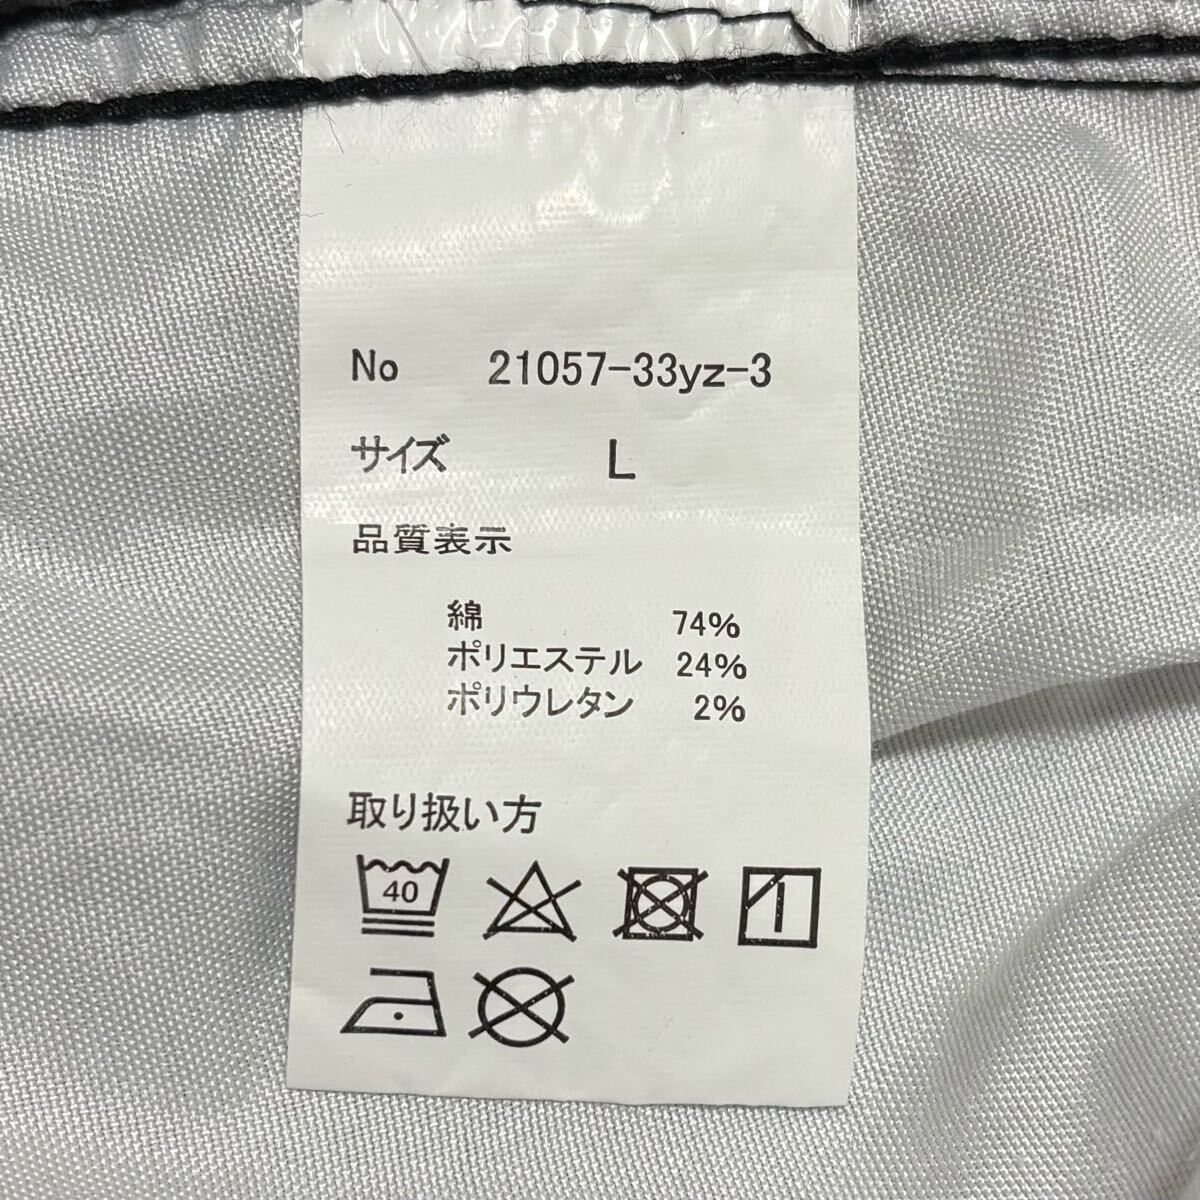 No 21057-33yz-3
サイズ L
品質表示
綿 74%
ポリエステル 24%
ポリウレタン 2%
取り扱い方
40